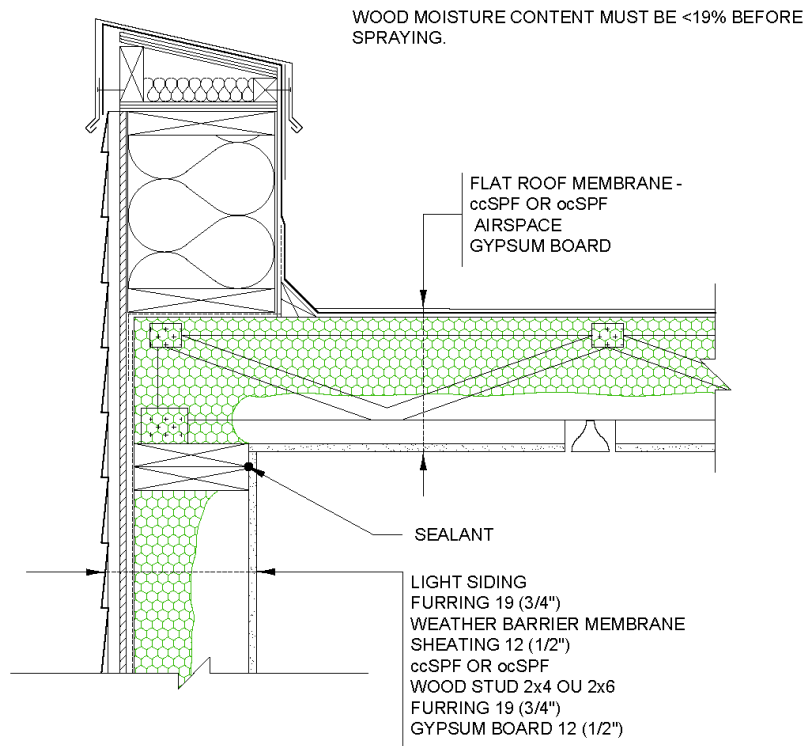 WOOD MOISTURE CONTENT MUST BE <19% BEFORE
SPRAYING.
FLAT ROOF MEMBRANE -
ccSPF OR ocSPF
AIRSPACE
GYPSUM BOARD
SEALANT
LIGHT SIDING
FURRING 19 (3/4")
WEATHER BARRIER MEMBRANE
SHEATING 12 (1/2")
ccSPF OR ocSPF
WOOD STUD 2x4 OU 2x6
FURRING 19 (3/4")
GYPSUM BOARD 12 (1/2")